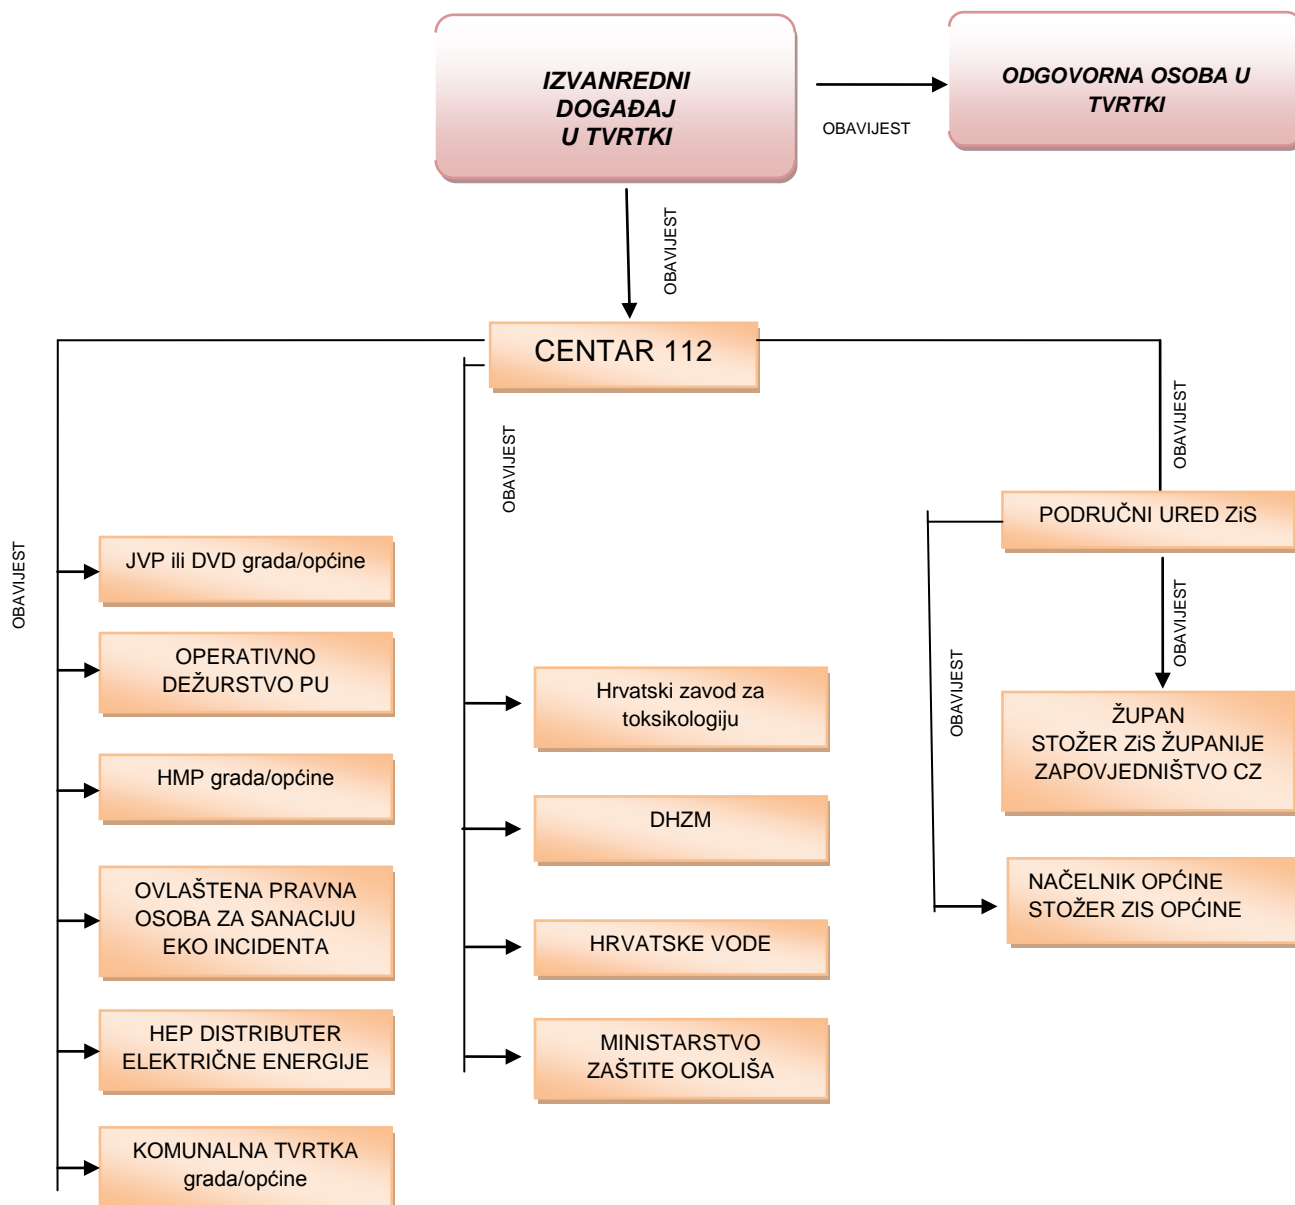 IZVANREDNI
DOGAĐAJ
U TVRTKI
OBAVIJEST
ODGOVORNA OSOBA U
TVRTKI
OBAVIJEST
CENTAR 112
OBAVIJEST
OBAVIJEST
OBAVIJEST
JVP ili DVD grada/općine
OPERATIVNO
DEŽURSTVO PU
HMP grada/općine
OVLAŠTENA PRAVNA
OSOBA ZA SANACIJU
EKO INCIDENTA
HEP DISTRIBUTER
ELEKTRIČNE ENERGIJE
KOMUNALNA TVRTKA
grada/općine
Hrvatski zavod za
toksikologiju
DHZM
HRVATSKE VODE
MINISTARSTVO
ZAŠTITE OKOLIŠA
PODRUČNI URED ZiS
OBAVIJEST
OBAVIJEST
ŽUPAN
STOŽER ZiS ŽUPANIJE
ZAPOVJEDNIŠTVO CZ
NAČELNIK OPĆINE
STOŽER ZIS OPĆINE